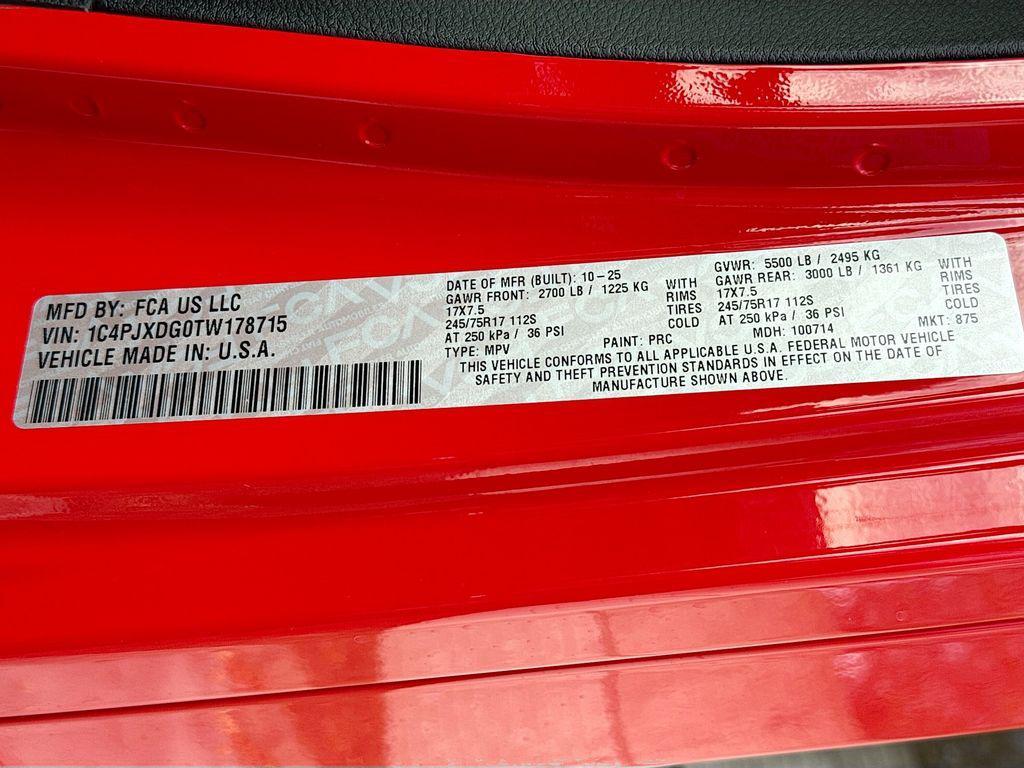 MFD BY: FCA US LLC
VIN: 1C4PJXDG0TW178715
VEHICLE MADE IN: U.S.A.
DATE OF MFR (BUILT): 10-25
GAWR FRONT: 2700 LB / 1225 KG WITH
17X7.5 RIMS
245/75R17 112S TIRES
AT 250 kPa / 36 PSI COLD
TYPE: MPV PAINT: PRC
GVWR: 5500 LB / 2495 KG
GAWR REAR: 3000 LB / 1361 KG WITH
17X7.5 RIMS
245/75R17 112S TIRES
AT 250 kPa / 36 PSI COLD
MDH: 100714 MKT: 875
THIS VEHICLE CONFORMS TO ALL APPLICABLE U.S.A. FEDERAL MOTOR VEHICLE
SAFETY AND THEFT PREVENTION STANDARDS IN EFFECT ON THE DATE OF
MANUFACTURE SHOWN ABOVE.